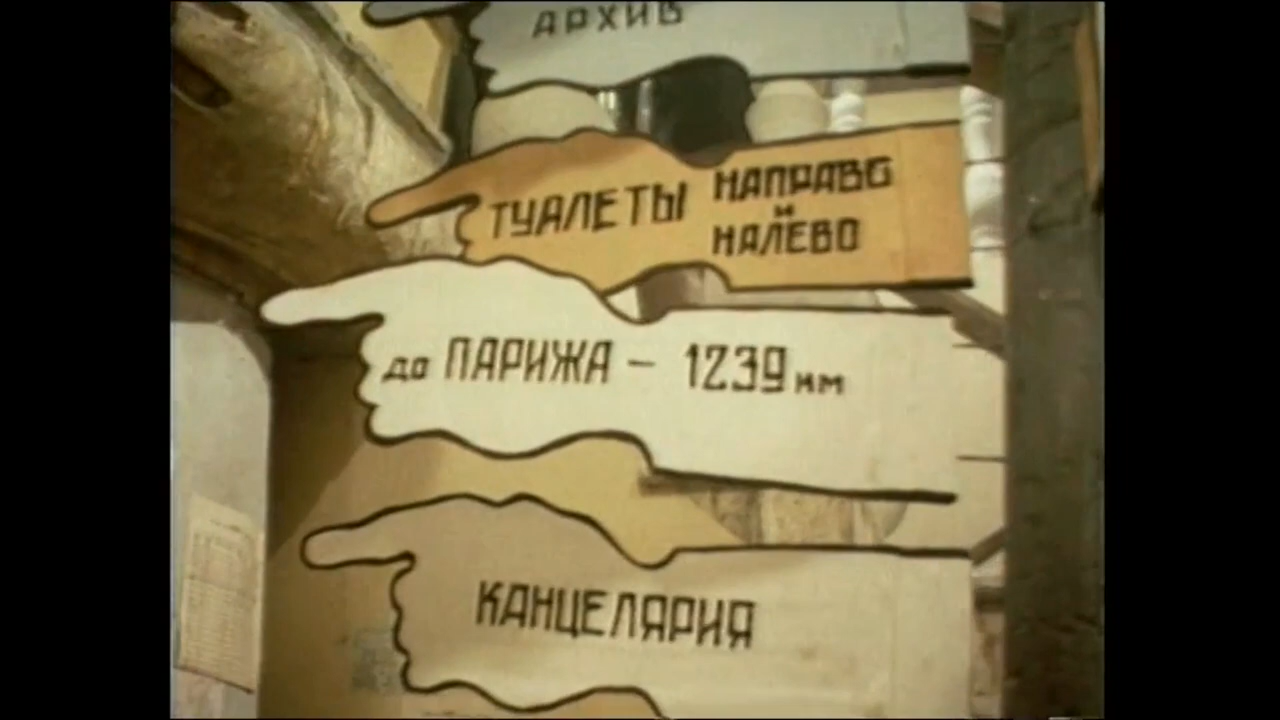 АРХИВ
ТУАЛЕТЫ НАПРАВО
и
НАЛЕВО
до ПАРИЖА – 1239 км
КАНЦЕЛЯРИЯ